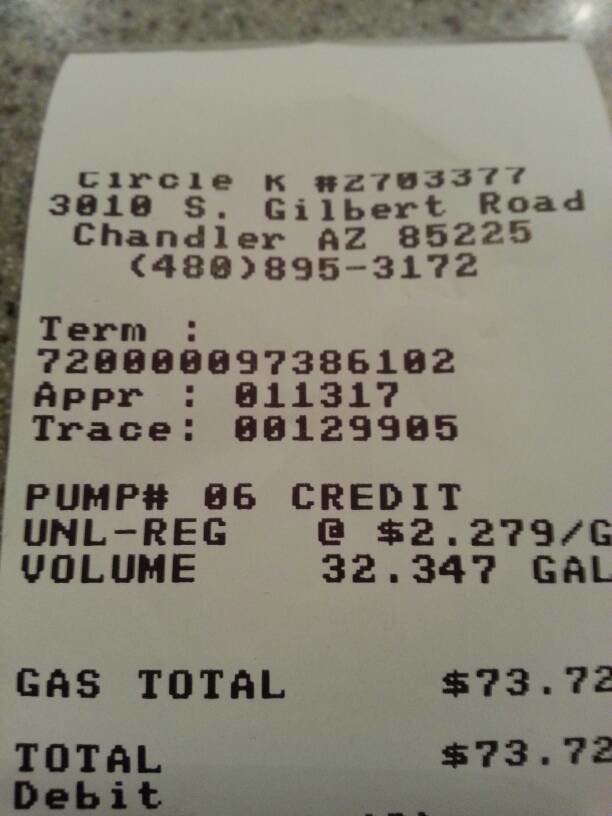 Circle K #2703377
3010 S. Gilbert Road
Chandler AZ 85225
(480)895-3172
Term :
7200000097386102
Appr : 011317
Trace: 00129905
PUMP# 06 CREDIT
UNL-REG @ $2.279/G
VOLUME 32.347 GAL
GAS TOTAL $73.72
TOTAL $73.72
Debit